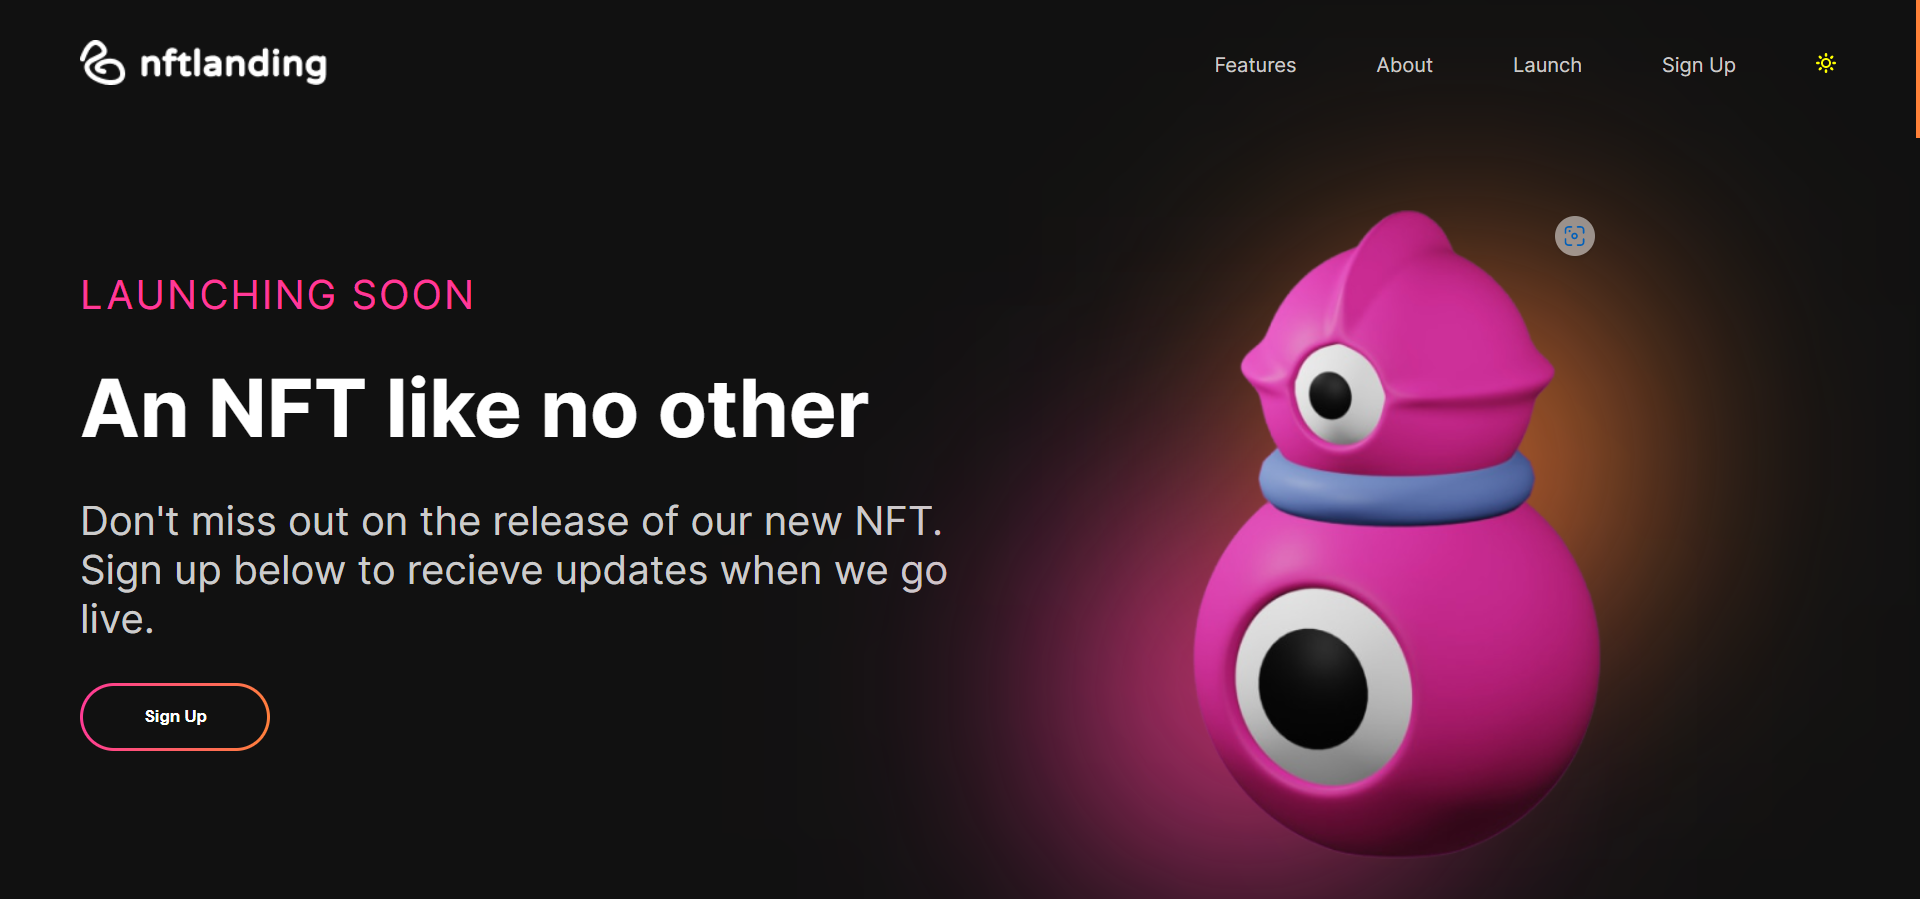 nftlanding
Features
About
Launch
Sign Up
LAUNCHING SOON
An NFT like no other
Don't miss out on the release of our new NFT.
Sign up below to recieve updates when we go
live.
Sign Up